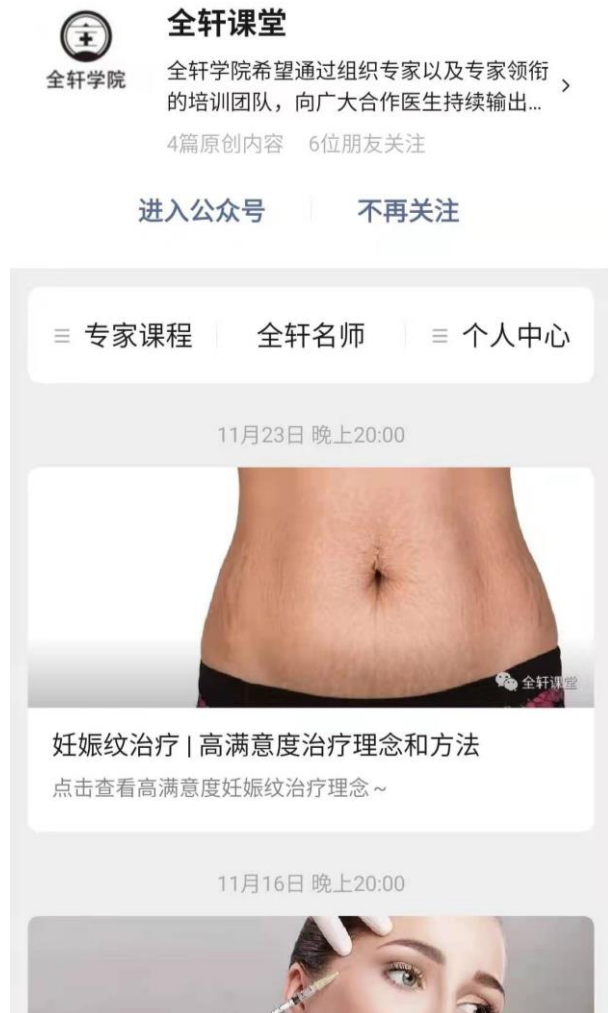 全轩课堂
全轩学院
全轩学院希望通过组织专家以及专家领衔
的培训团队，向广大合作医生持续输出...
4篇原创内容 6位朋友关注
进入公众号 不再关注
专家课程 全轩名师 个人中心
11月23日 晚上20:00
全轩课堂
妊娠纹治疗 | 高满意度治疗理念和方法
点击查看高满意度妊娠纹治疗理念～
11月16日 晚上20:00